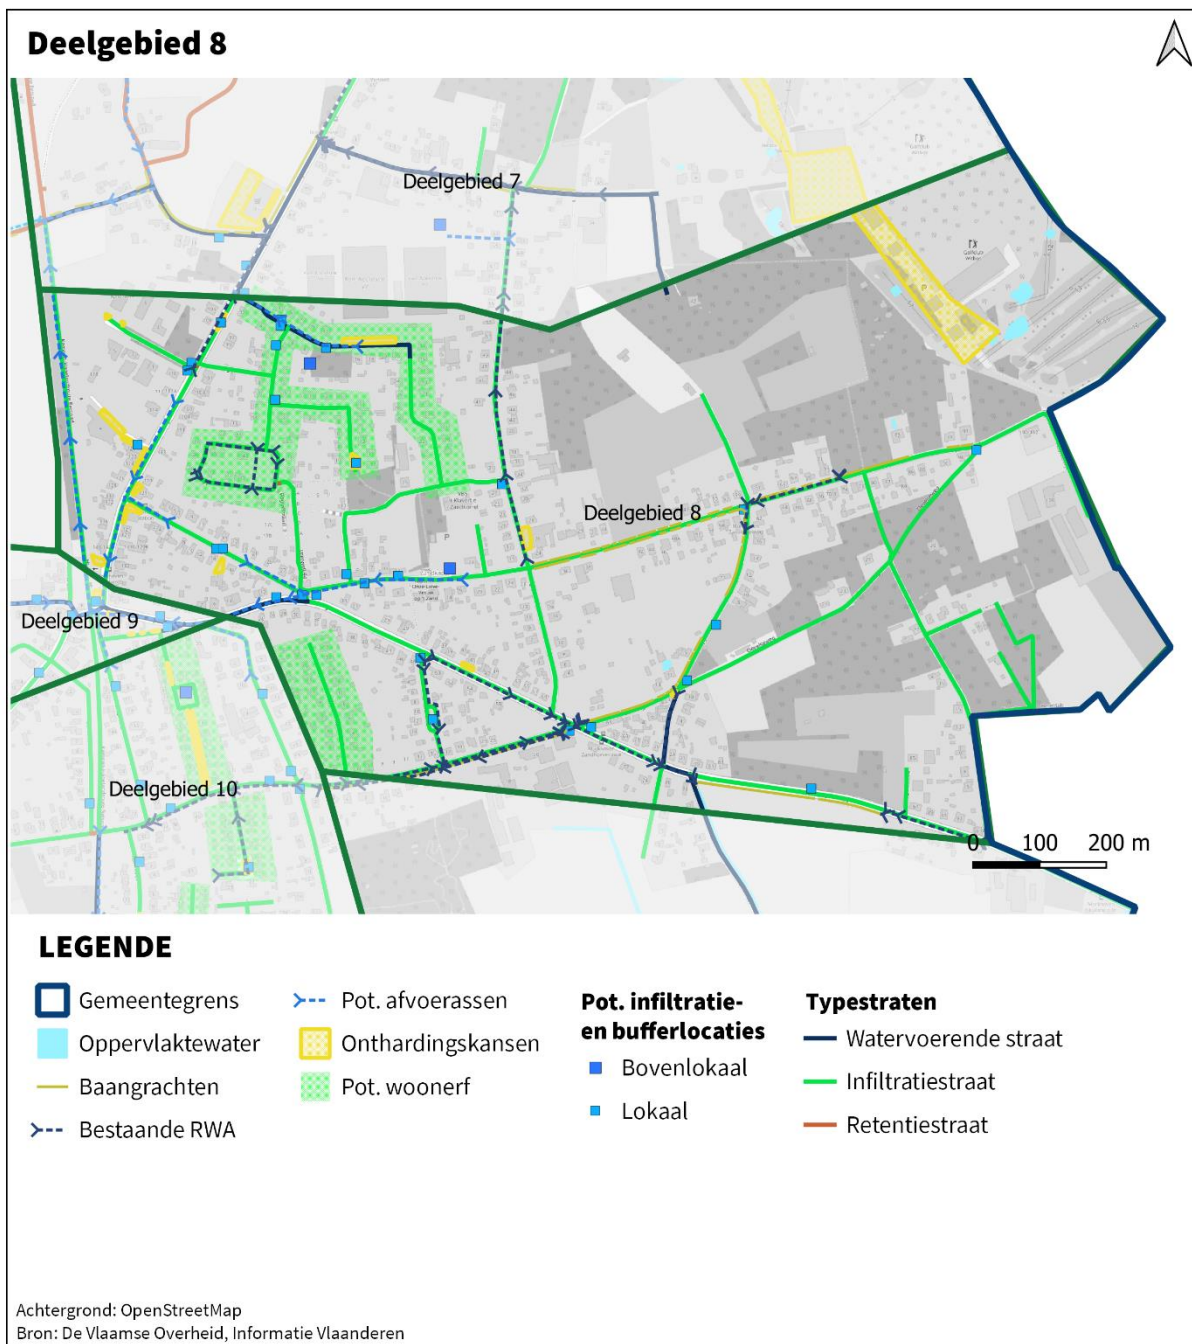 Deelgebied 8
Deelgebied 7
Deelgebied 8
Deelgebied 9
Deelgebied 10
0 100 200 m
LEGENDE
Gemeentegrens
Oppervlaktewater
Baangrachten
Bestaande RWA
Pot. afvoerassen
Onthardingskansen
Pot. woonerf
Pot. infiltratie-
en bufferlocaties
Bovenlokaal
Lokaal
Typestraten
Watervoerende straat
Infiltratiestraat
Retentiestraat
Achtergrond: OpenStreetMap
Bron: De Vlaamse Overheid, Informatie Vlaanderen